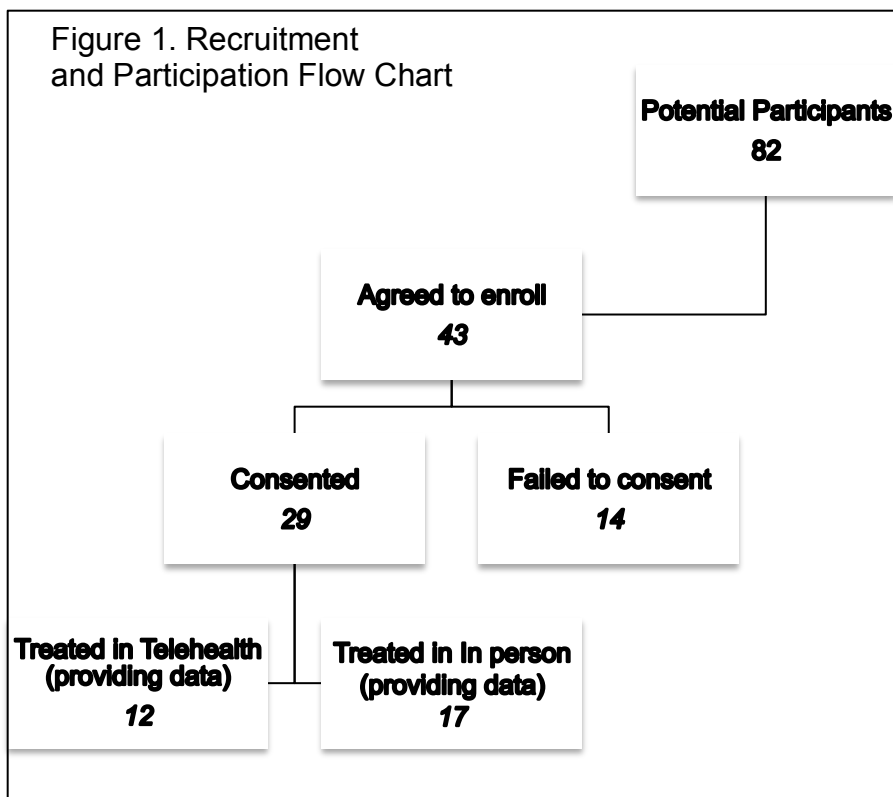 Figure 1. Recruitment
and Participation Flow Chart
Potential Participants
82
Agreed to enroll
43
Consented
29
Failed to consent
14
Treated in Telehealth
(providing data)
12
Treated in In person
(providing data)
17